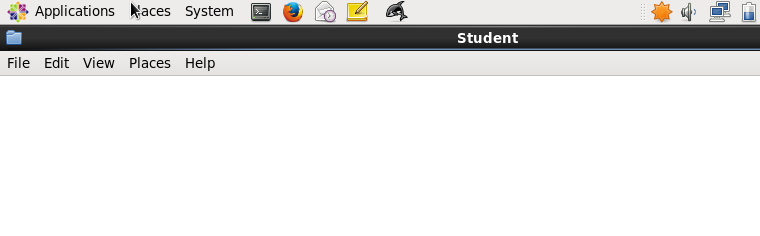 Applications Places System
Student
File Edit View Places Help